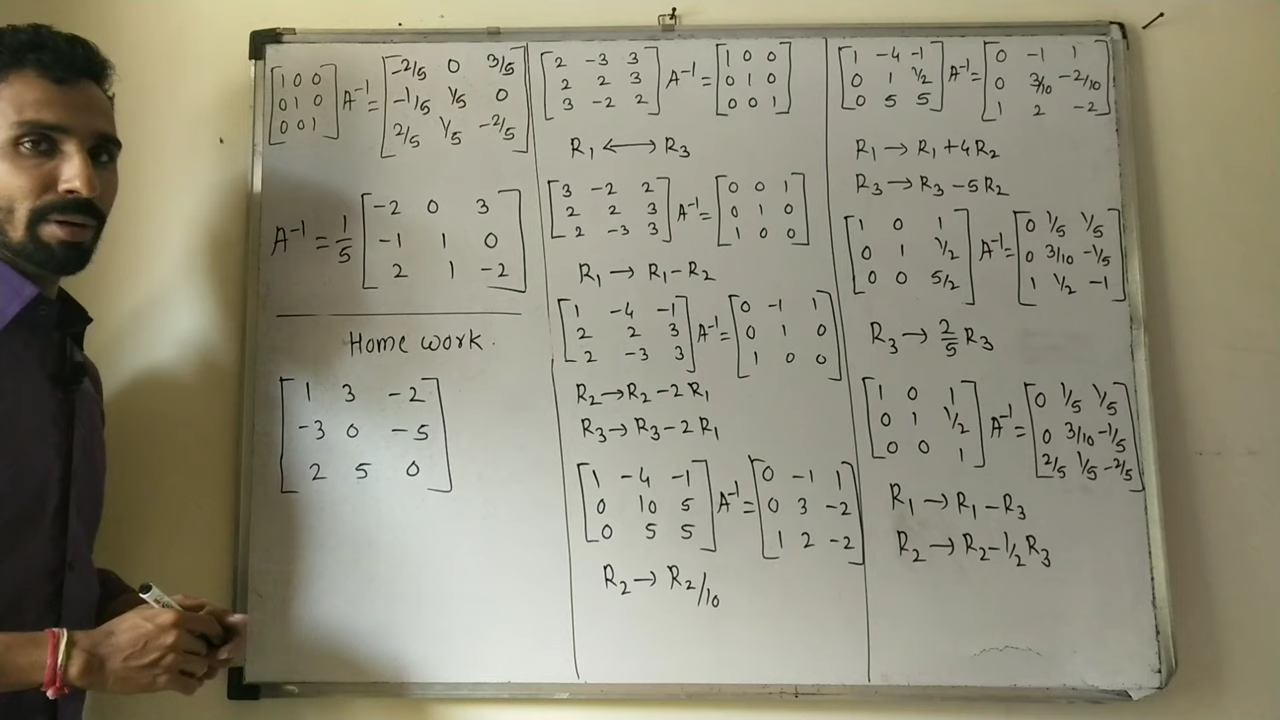 [1 0 0; 0 1 0; 0 0 1] A⁻¹ = [-2/5 0 3/5; -1/5 1/5 0; 2/5 1/5 -2/5]
A⁻¹ = 1/5 [-2 0 3; -1 1 0; 2 1 -2]
Home work.
[1 3 -2; -3 0 -5; 2 5 0]
[2 -3 3; 2 2 3; 3 -2 2] A⁻¹ = [1 0 0; 0 1 0; 0 0 1]
R₁ ⟷ R₃
[3 -2 2; 2 2 3; 2 -3 3] A⁻¹ = [0 0 1; 0 1 0; 1 0 0]
R₁ → R₁ - R₂
[1 -4 -1; 2 2 3; 2 -3 3] A⁻¹ = [0 -1 1; 0 1 0; 1 0 0]
R₂ → R₂ - 2R₁
R₃ → R₃ - 2R₁
[1 -4 -1; 0 10 5; 0 5 5] A⁻¹ = [0 -1 1; 0 3 -2; 1 2 -2]
R₂ → R₂/10
[1 -4 -1; 0 1 1/2; 0 5 5] A⁻¹ = [0 -1 1; 0 3/10 -2/10; 1 2 -2]
R₁ → R₁ + 4R₂
R₃ → R₃ - 5R₂
[1 0 1; 0 1 1/2; 0 0 5/2] A⁻¹ = [0 1/5 1/5; 0 3/10 -1/5; 1 1/2 -1]
R₃ → 2/5 R₃
[1 0 1; 0 1 1/2; 0 0 1] A⁻¹ = [0 1/5 1/5; 0 3/10 -1/5; 2/5 1/5 -2/5]
R₁ → R₁ - R₃
R₂ → R₂ - 1/2 R₃